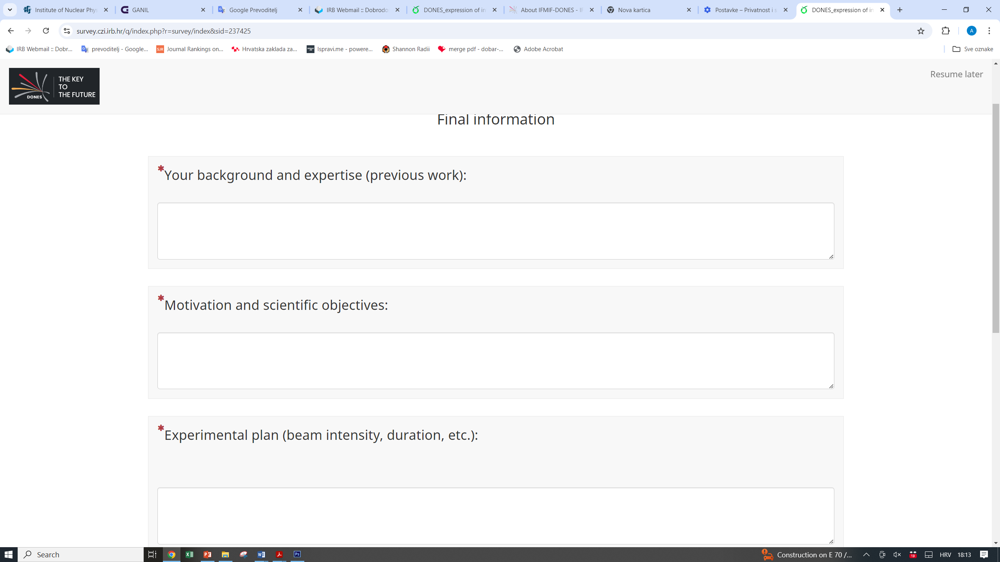 Institute of Nuclear Phys
GANIL
Google Prevoditelj
IRB Webmail :: Dobrodo
DONES_expression of in
About IFMIF-DONES - IF
Nova kartica
Postavke – Privatnost i s
DONES_expression of in
survey.czi.irb.hr/q/index.php?r=survey/index&sid=237425
A
IRB Webmail :: Dobr...
prevoditelj - Google...
SJR
Journal Rankings on...
Hrvatska zaklada za...
Ispravi.me - powere...
Shannon Radii
merge pdf - dobar-...
Adobe Acrobat
Sve oznake
DONES
THE KEY
TO
THE FUTURE
Resume later
Final information
*Your background and expertise (previous work):
*Motivation and scientific objectives:
*Experimental plan (beam intensity, duration, etc.):
Search
Ps
Construction on E 70 /...
13
HRV
18:13